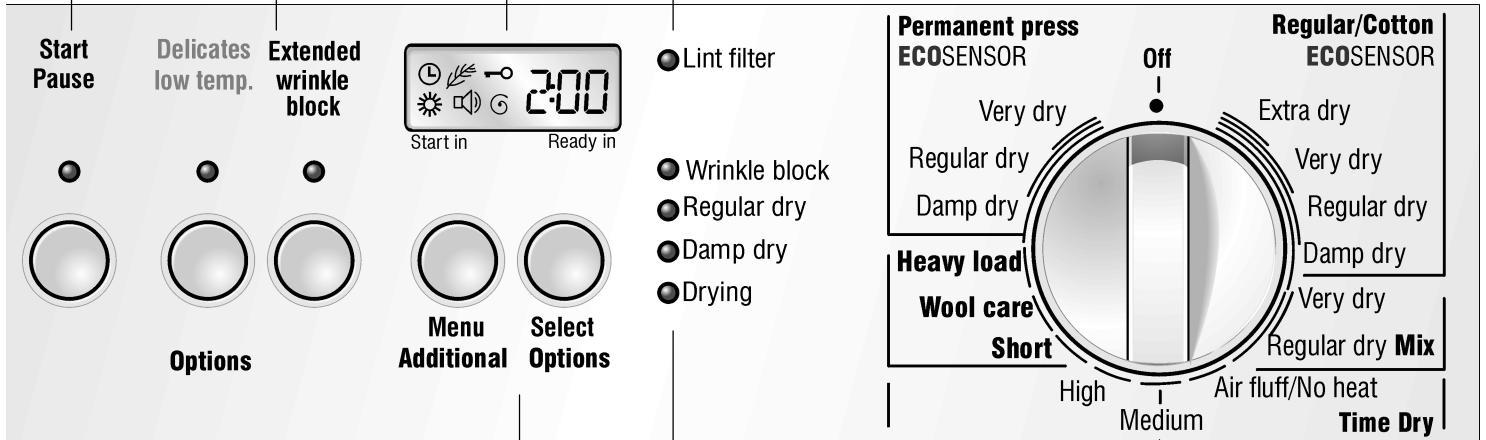 Start
Pause
Delicates
low temp.
Extended
wrinkle
block
Options
2:00
Start in
Ready in
Menu
Additional
Select
Options
Lint filter
Wrinkle block
Regular dry
Damp dry
Drying
Permanent press
ECOSENSOR
Very dry
Regular dry
Damp dry
Heavy load
Wool care
Short
Off
Regular/Cotton
ECOSENSOR
Extra dry
Very dry
Regular dry
Damp dry
Very dry
Regular dry Mix
High
Medium
Air fluff/No heat
Time Dry